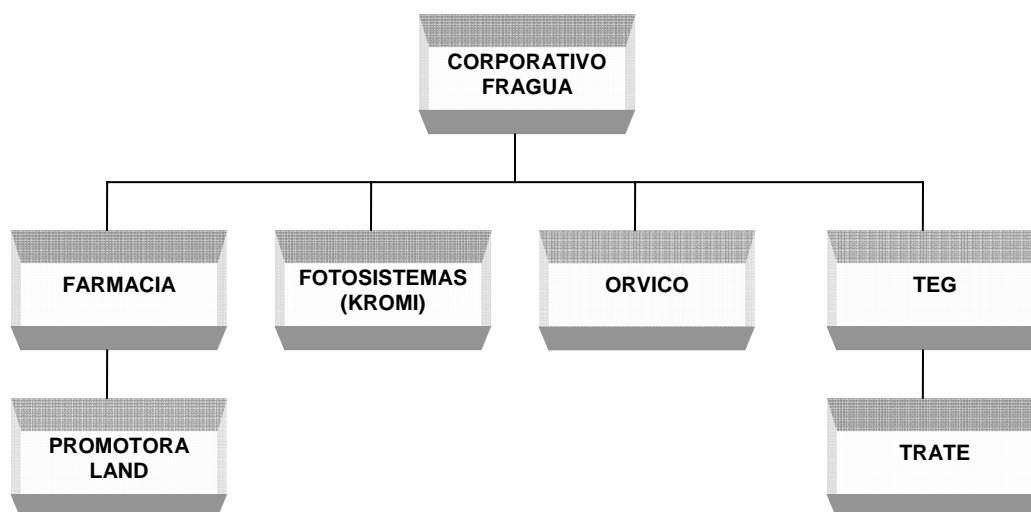 CORPORATIVO
FRAGUA
FARMACIA
FOTOSISTEMAS
(KROMI)
ORVICO
TEG
PROMOTORA
LAND
TRATE